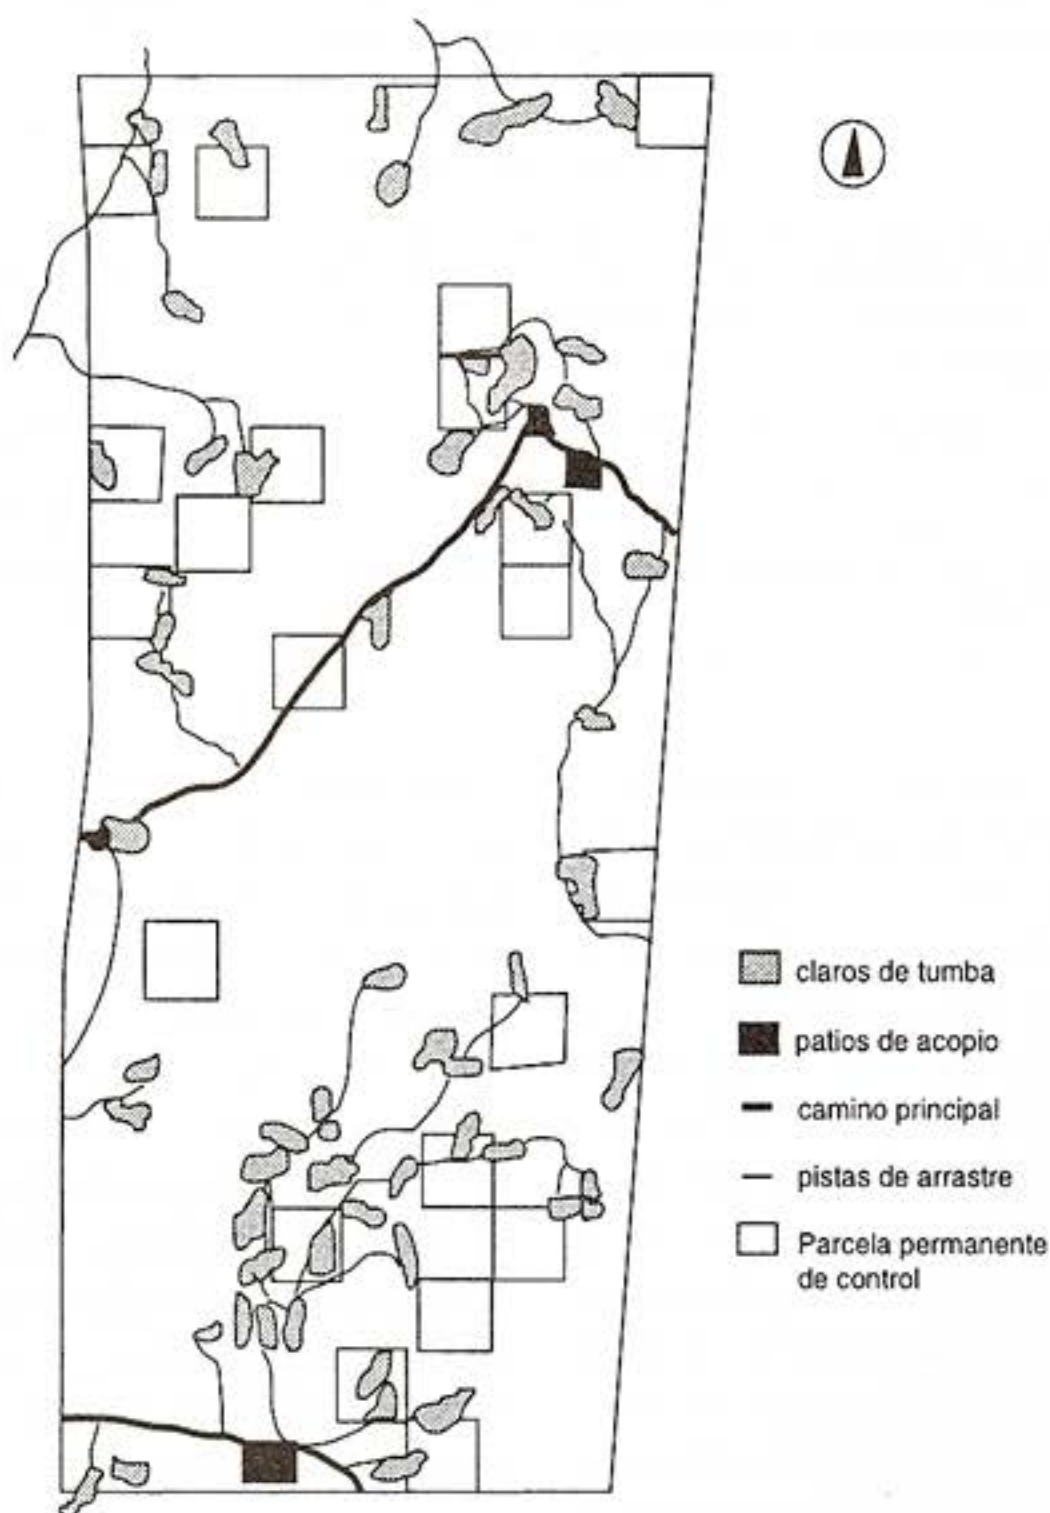 claros de tumba
patios de acopio
camino principal
pistas de arrastre
Parcela permanente
de control